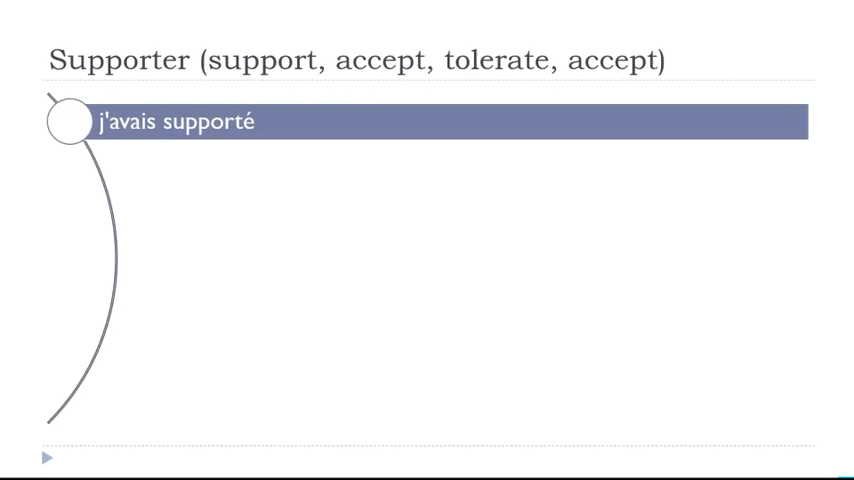 Supporter (support, accept, tolerate, accept)
j'avais supporté